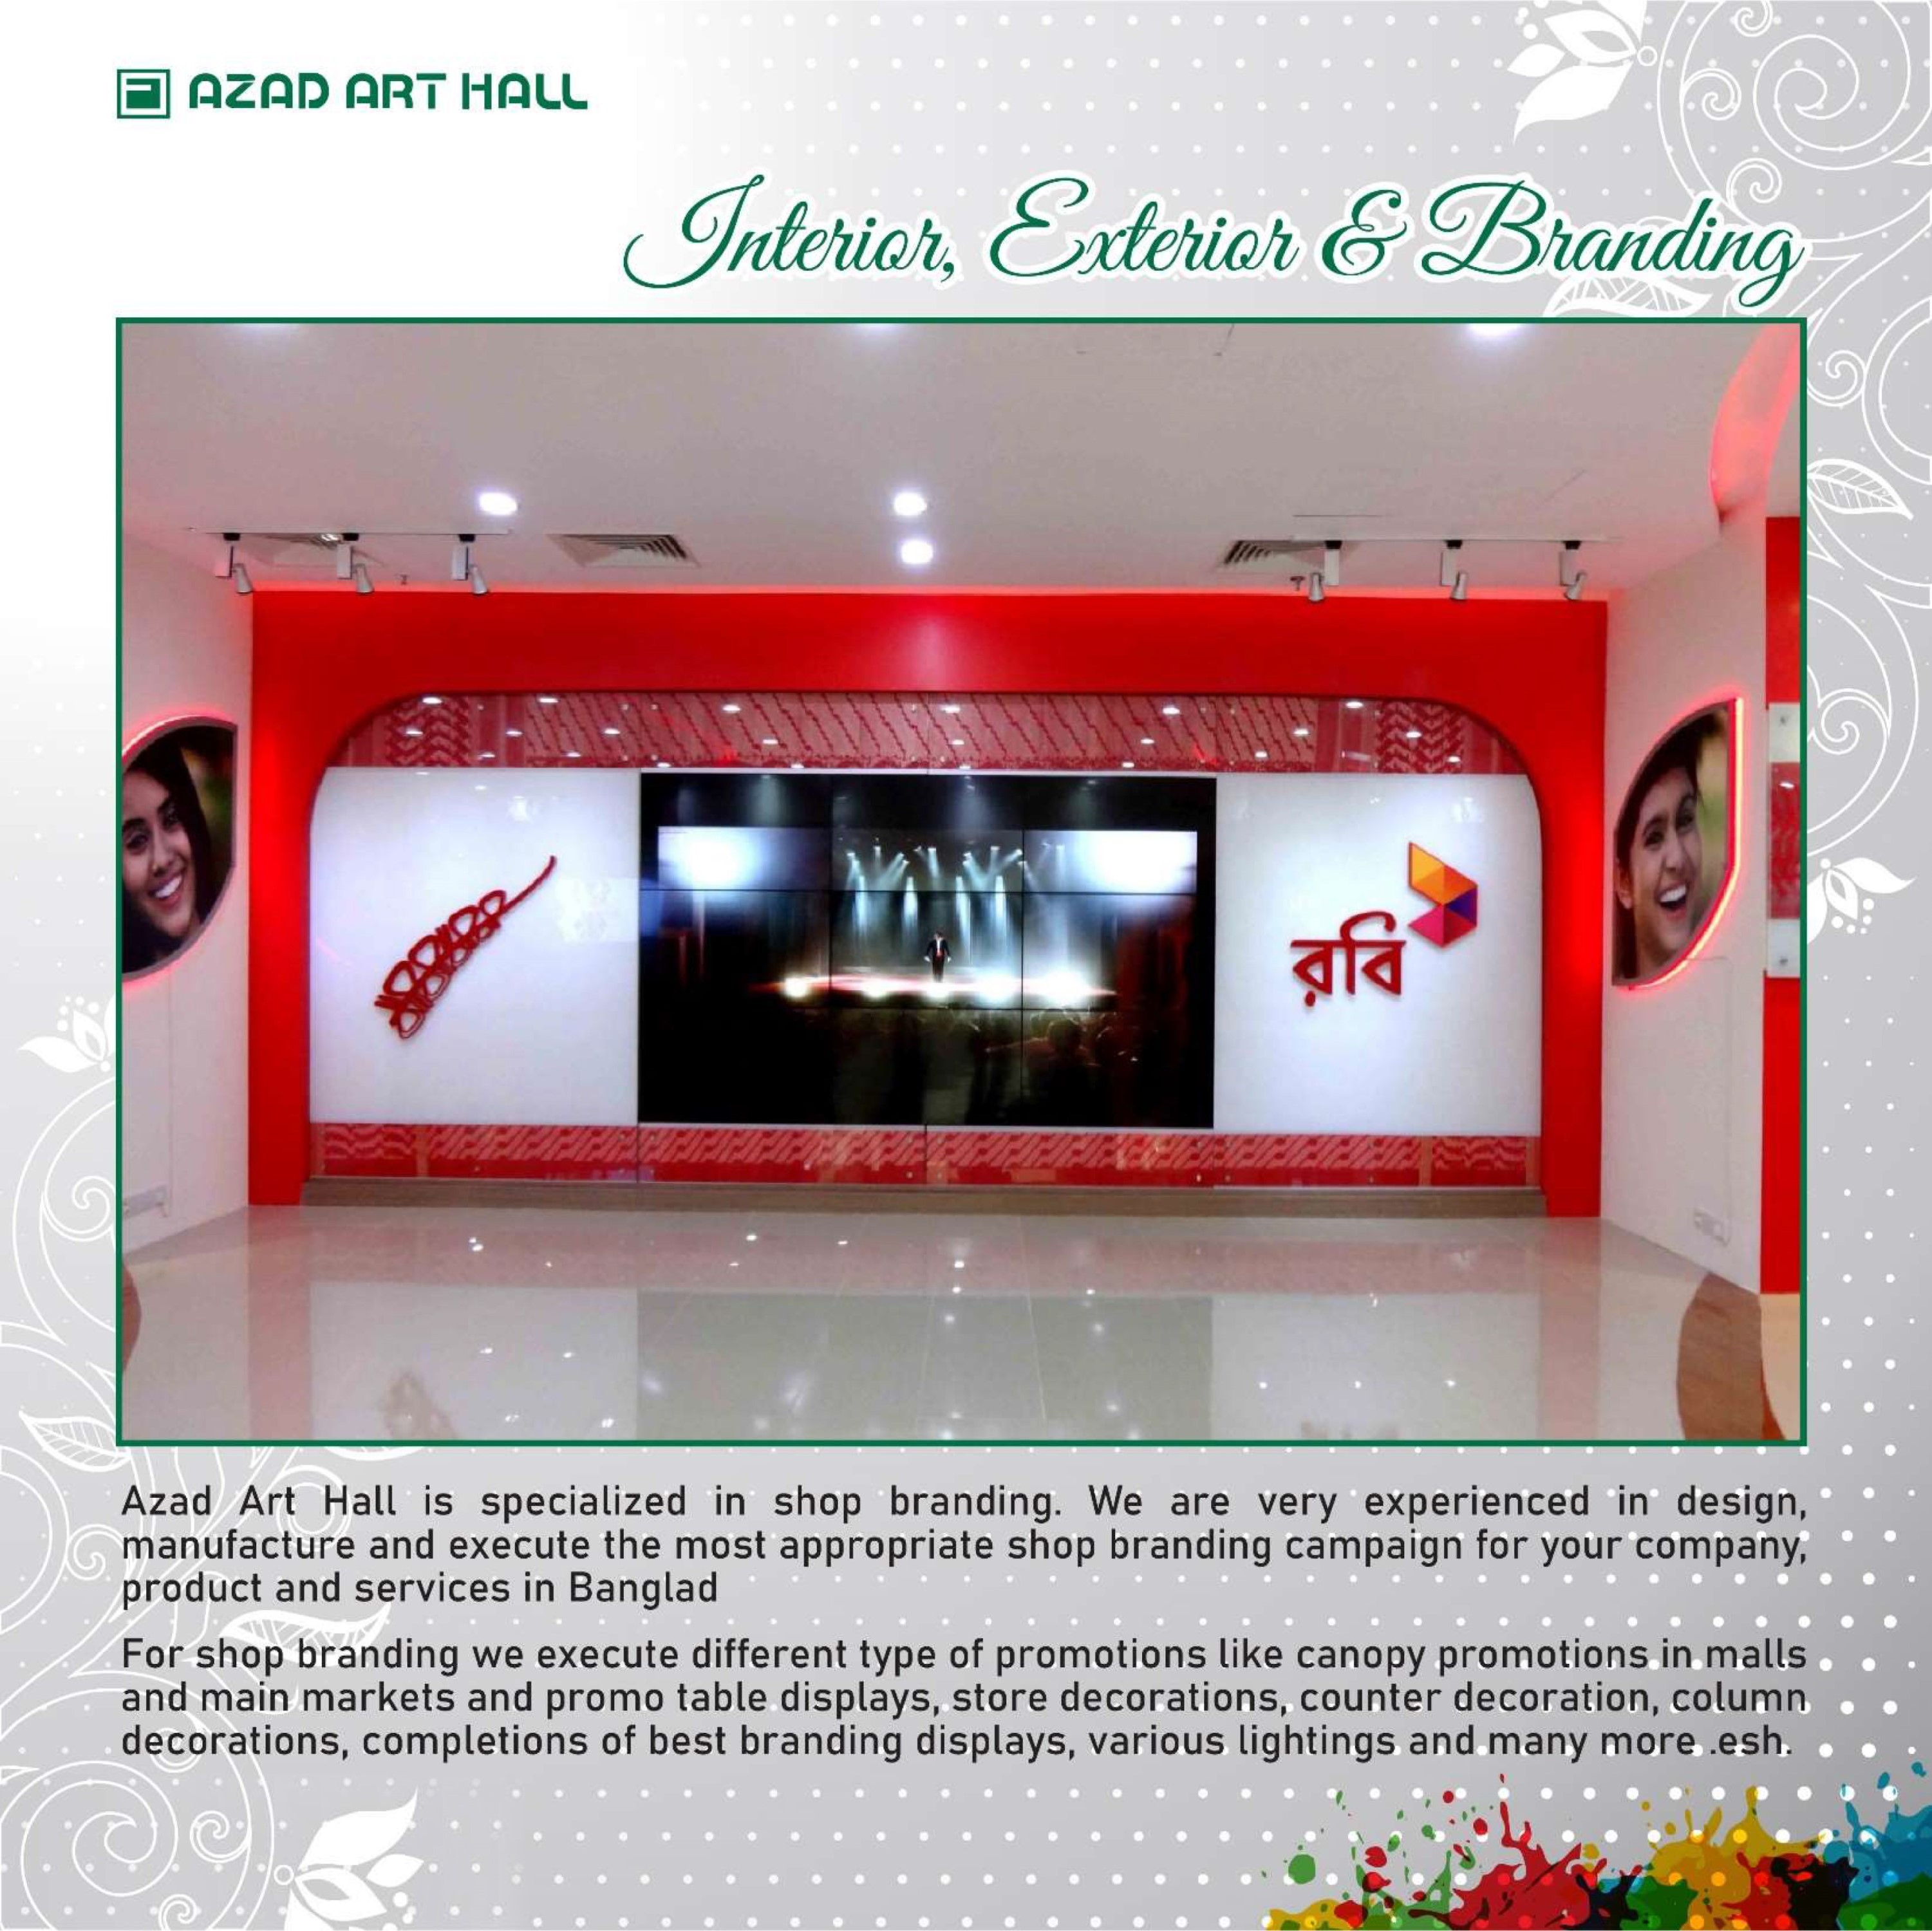 AZAD ART HALL
Interior, Exterior & Branding
রবি
Azad Art Hall is specialized in shop branding. We are very experienced in design,
manufacture and execute the most appropriate shop branding campaign for your company,
product and services in Banglad
For shop branding we execute different type of promotions like canopy promotions in malls
and main markets and promo table displays, store decorations, counter decoration, column
decorations, completions of best branding displays, various lightings and many more .esh.